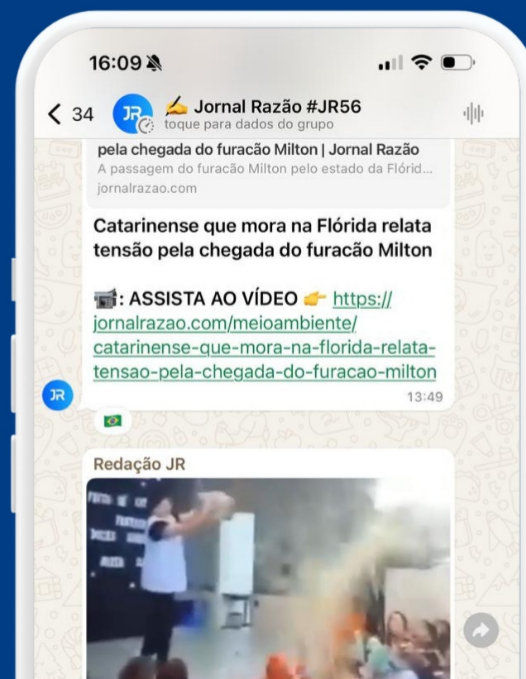 16:09
34
JR
✍️ Jornal Razão #JR56
toque para dados do grupo
pela chegada do furacão Milton | Jornal Razão
A passagem do furacão Milton pelo estado da Flórid...
jornalrazao.com
Catarinense que mora na Flórida relata
tensão pela chegada do furacão Milton
📹: ASSISTA AO VÍDEO 👉 https://
jornalrazao.com/meioambiente/
catarinense-que-mora-na-florida-relata-
tensao-pela-chegada-do-furacao-milton
13:49
JR
Redação JR